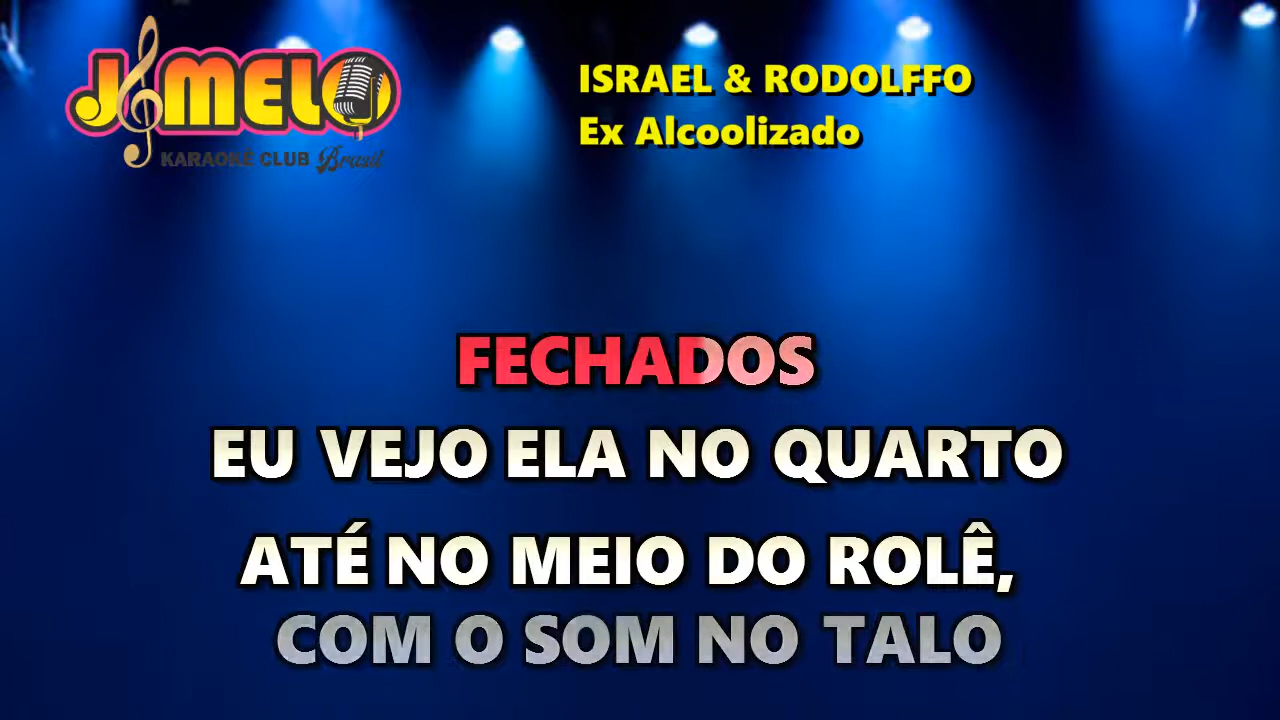 J MELO
KARAOKÊ CLUB Brasil
ISRAEL & RODOLFFO
Ex Alcoolizado
FECHADOS
EU VEJO ELA NO QUARTO
ATÉ NO MEIO DO ROLÊ,
COM O SOM NO TALO